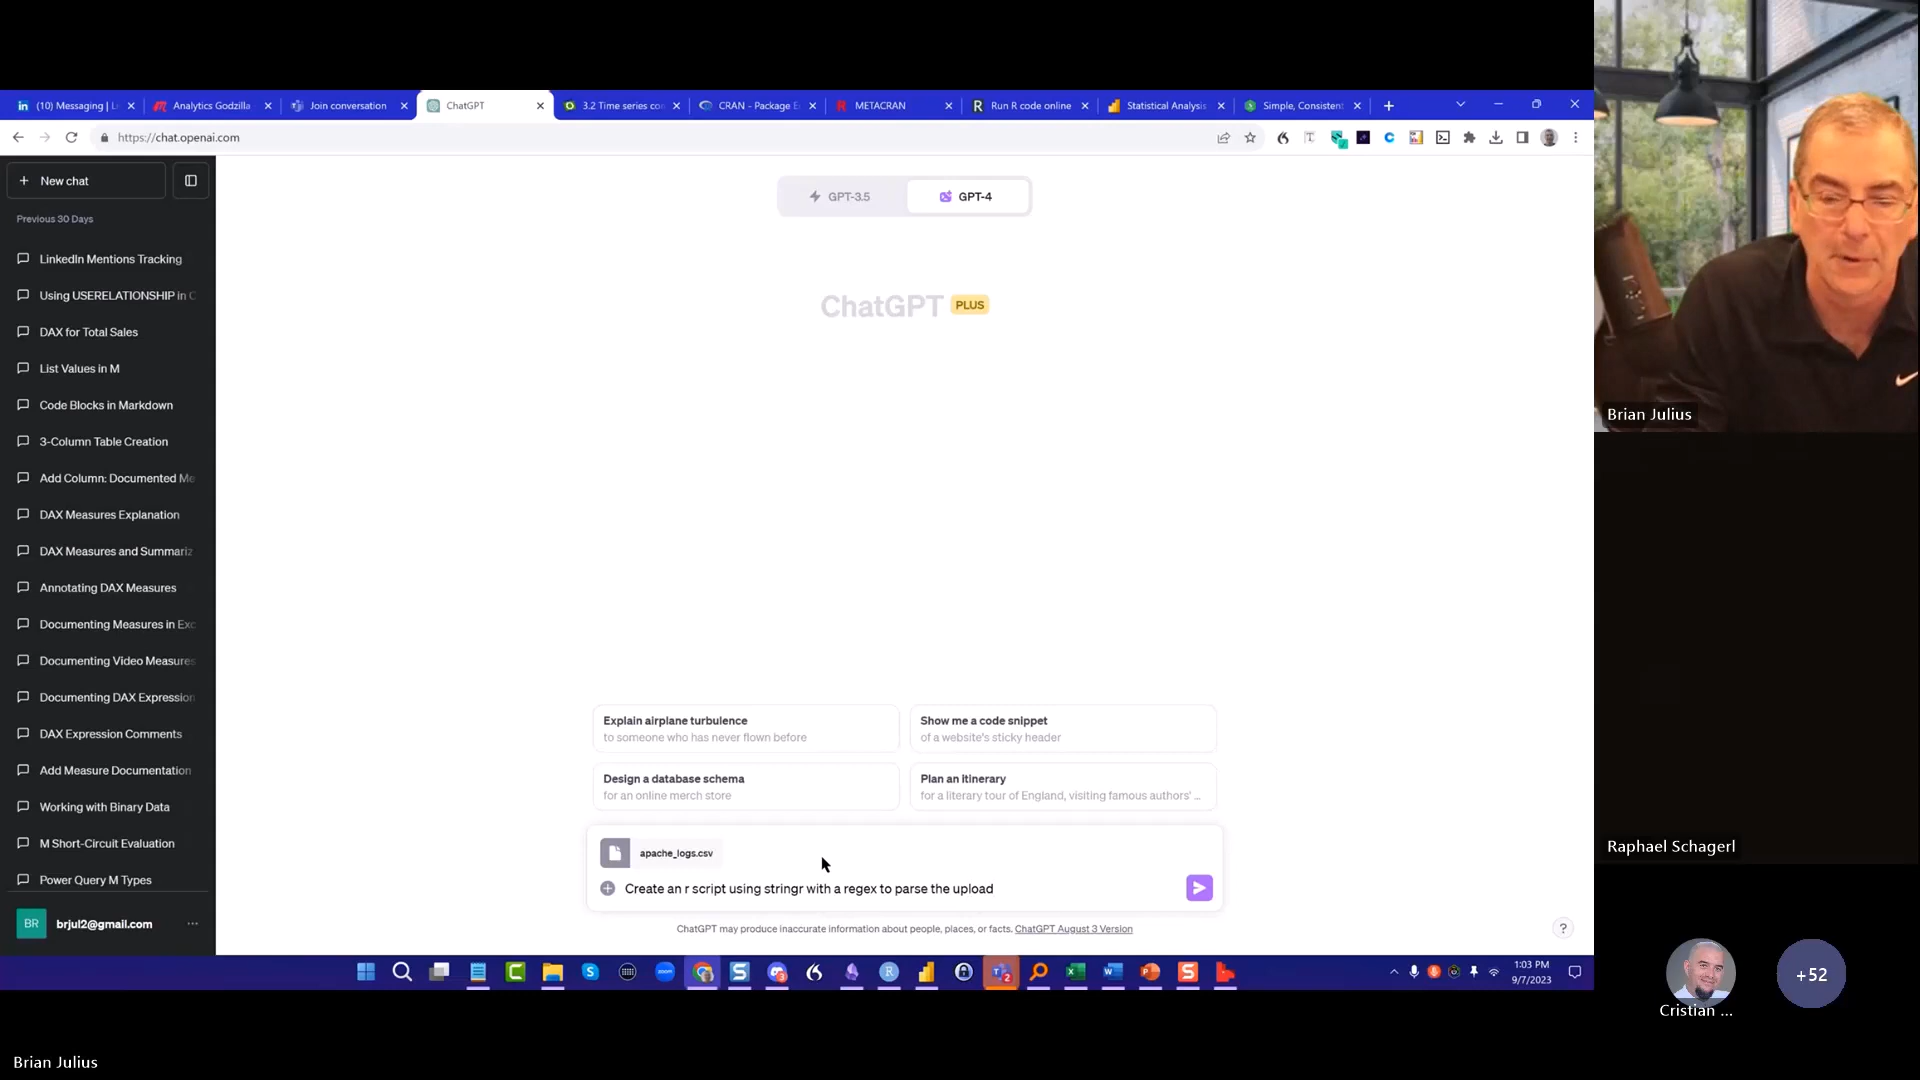 (10) Messaging | L
Analytics Godzilla
Join conversation
ChatGPT
3.2 Time series co
CRAN - Package E
METACRAN
Run R code online
Statistical Analysis
Simple, Consistent
https://chat.openai.com
New chat
Previous 30 Days
LinkedIn Mentions Tracking
Using USERELATIONSHIP in C
DAX for Total Sales
List Values in M
Code Blocks in Markdown
3-Column Table Creation
Add Column: Documented Me
DAX Measures Explanation
DAX Measures and Summariz
Annotating DAX Measures
Documenting Measures in Exc
Documenting Video Measures
Documenting DAX Expression
DAX Expression Comments
Add Measure Documentation
Working with Binary Data
M Short-Circuit Evaluation
Power Query M Types
BR
brjul2@gmail.com
GPT-3.5
GPT-4
ChatGPT PLUS
Explain airplane turbulence
to someone who has never flown before
Show me a code snippet
of a website's sticky header
Design a database schema
for an online merch store
Plan an itinerary
for a literary tour of England, visiting famous authors' ...
apache_logs.csv
Create an r script using stringr with a regex to parse the upload
ChatGPT may produce inaccurate information about people, places, or facts. ChatGPT August 3 Version
?
1:03 PM
9/7/2023
Brian Julius
Raphael Schagerl
Cristian ...
+52
Brian Julius